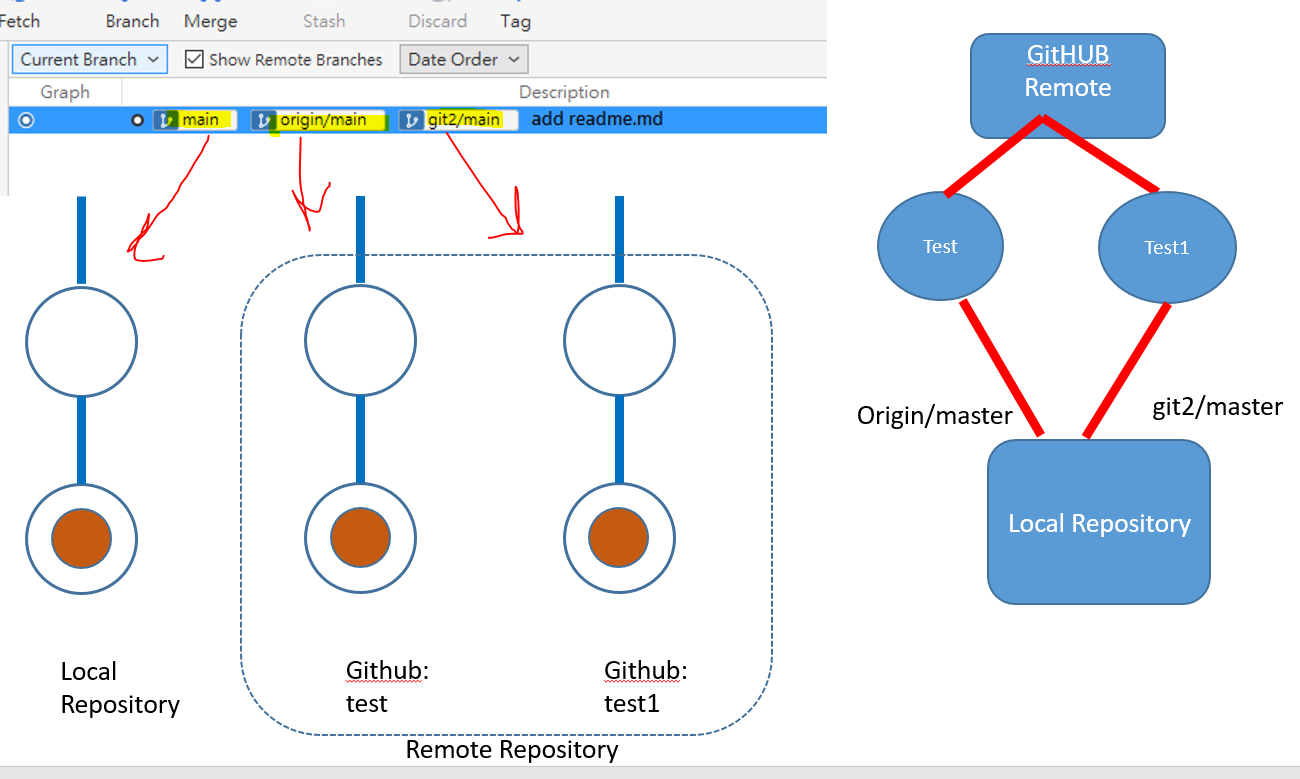 Fetch Branch Merge Stash Discard Tag
Current Branch Show Remote Branches Date Order
Graph Description
main origin/main git2/main add readme.md
GitHUB
Remote
Test Test1
Origin/master git2/master
Local Repository
Local
Repository
Github:
test
Github:
test1
Remote Repository